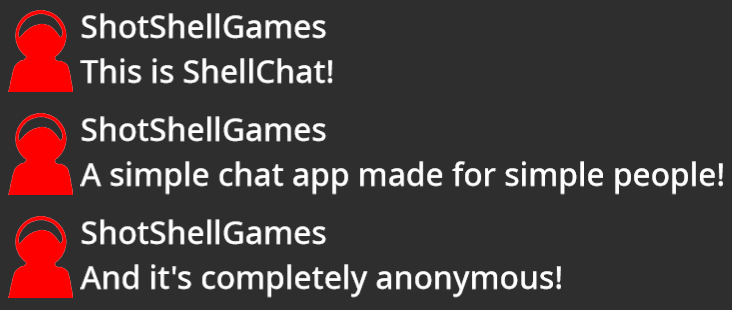 ShotShellGames
This is ShellChat!
ShotShellGames
A simple chat app made for simple people!
ShotShellGames
And it's completely anonymous!